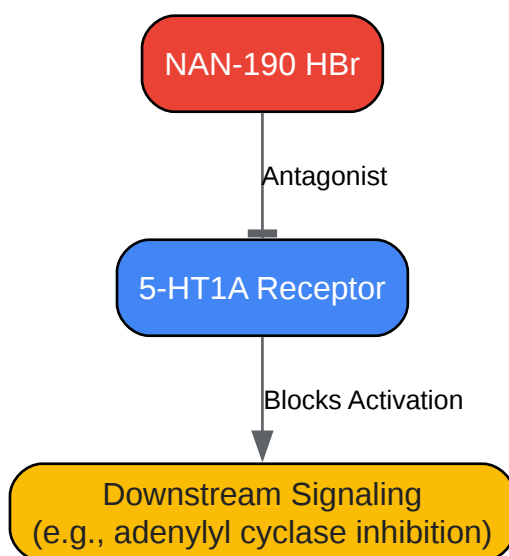 NAN-190 HBr
Antagonist
5-HT1A Receptor
Blocks Activation
Downstream Signaling
(e.g., adenylyl cyclase inhibition)